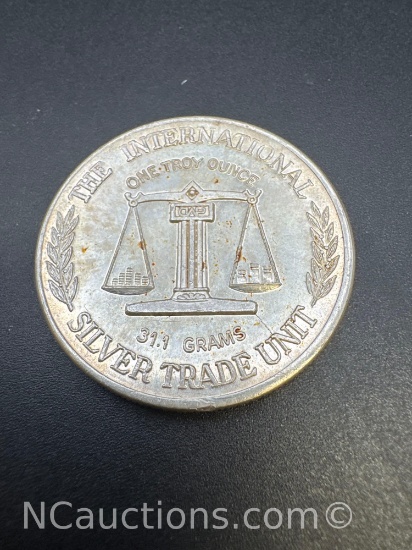 THE INTERNATIONAL
ONE-TROY OUNCE
31.1 GRAMS
SILVER TRADE UNIT
NCauctions.com©